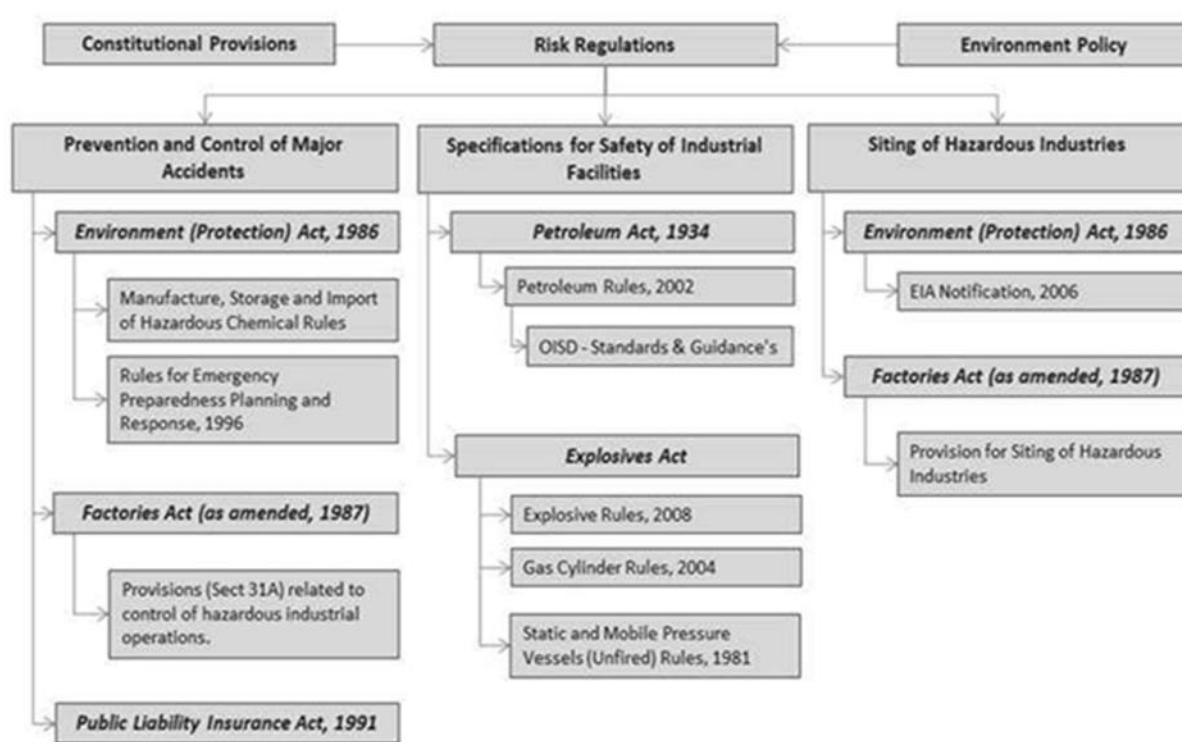 Constitutional Provisions
Risk Regulations
Environment Policy
Prevention and Control of Major
Accidents
Environment (Protection) Act, 1986
Manufacture, Storage and Import
of Hazardous Chemical Rules
Rules for Emergency
Preparedness Planning and
Response, 1996
Factories Act (as amended, 1987)
Provisions (Sect 31A) related to
control of hazardous industrial
operations.
Public Liability Insurance Act, 1991
Specifications for Safety of Industrial
Facilities
Petroleum Act, 1934
Petroleum Rules, 2002
OISD - Standards & Guidance's
Explosives Act
Explosive Rules, 2008
Gas Cylinder Rules, 2004
Static and Mobile Pressure
Vessels (Unfired) Rules, 1981
Siting of Hazardous Industries
Environment (Protection) Act, 1986
EIA Notification, 2006
Factories Act (as amended, 1987)
Provision for Siting of Hazardous
Industries